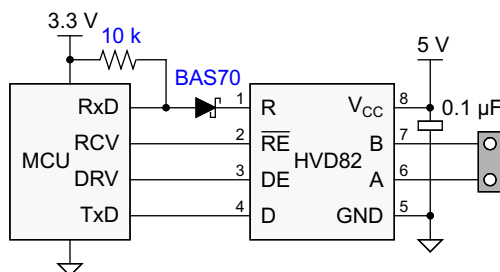 3.3 V
10 k
BAS70
5 V
RxD
1
R
VCC
8
0.1 µF
RCV
2
RE
B
7
MCU
HVD82
DRV
3
DE
A
6
TxD
4
D
GND
5